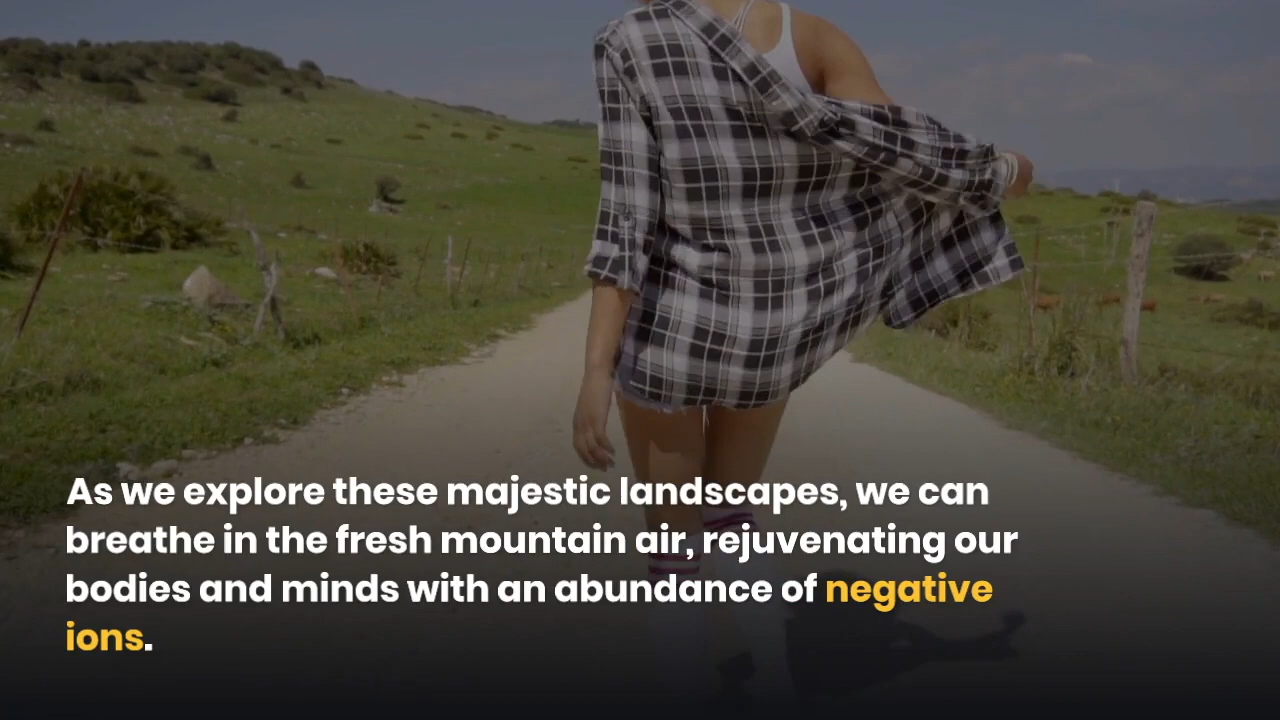 As we explore these majestic landscapes, we can
breathe in the fresh mountain air, rejuvenating our
bodies and minds with an abundance of negative
ions.